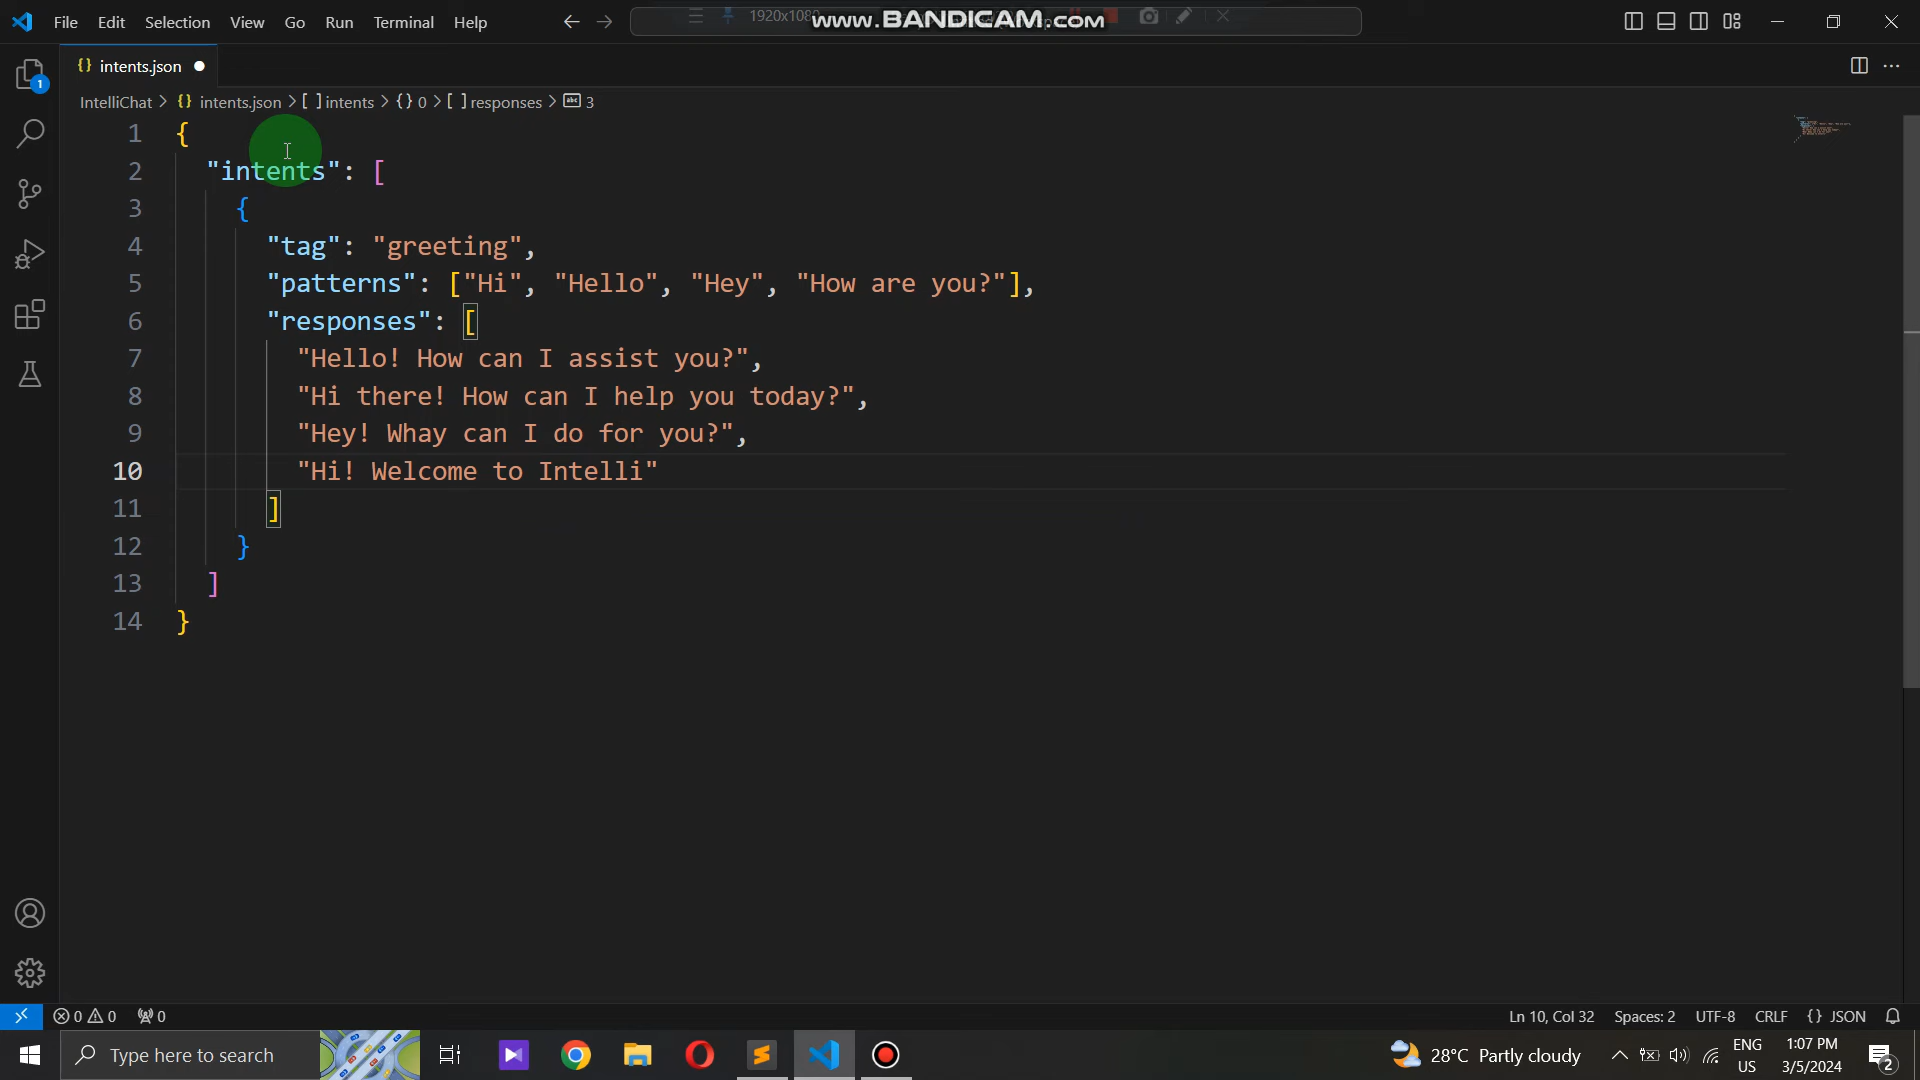 File Edit Selection View Go Run Terminal Help
1920x1080
www.BANDICAM.com
intents.json
1
IntelliChat > {} intents.json > [ ] intents > {} 0 > [ ] responses > abc 3
1 {
2 "intents": [
3 {
4 "tag": "greeting",
5 "patterns": ["Hi", "Hello", "Hey", "How are you?"],
6 "responses": [
7 "Hello! How can I assist you?",
8 "Hi there! How can I help you today?",
9 "Hey! Whay can I do for you?",
10 "Hi! Welcome to Intelli"
11 ]
12 }
13 ]
14 }
0 0 0
Ln 10, Col 32 Spaces: 2 UTF-8 CRLF {} JSON
Type here to search
28°C Partly cloudy
ENG
US
1:07 PM
3/5/2024
2